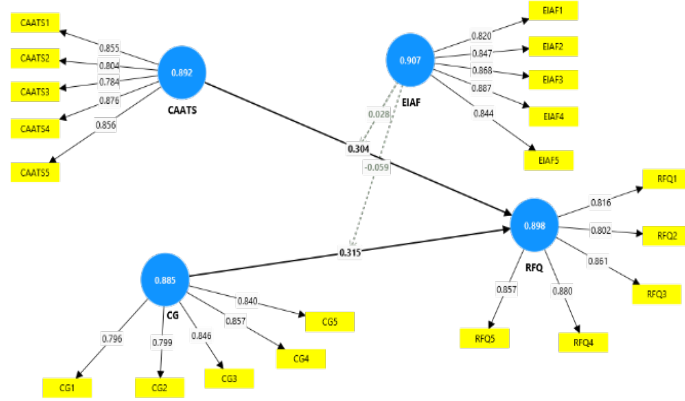 CAATS1
CAATS2
CAATS3
CAATS4
CAATS5
0.855
0.804
0.784
0.876
0.856
0.892
CAATS
0.907
EIAF
0.820
0.847
0.868
0.887
0.844
EIAF1
EIAF2
EIAF3
EIAF4
EIAF5
0.028
0.304
-0.059
0.315
0.885
CG
0.796
0.799
0.846
0.857
0.840
CG1
CG2
CG3
CG4
CG5
0.898
RFQ
0.816
0.802
0.861
0.880
0.857
RFQ1
RFQ2
RFQ3
RFQ4
RFQ5